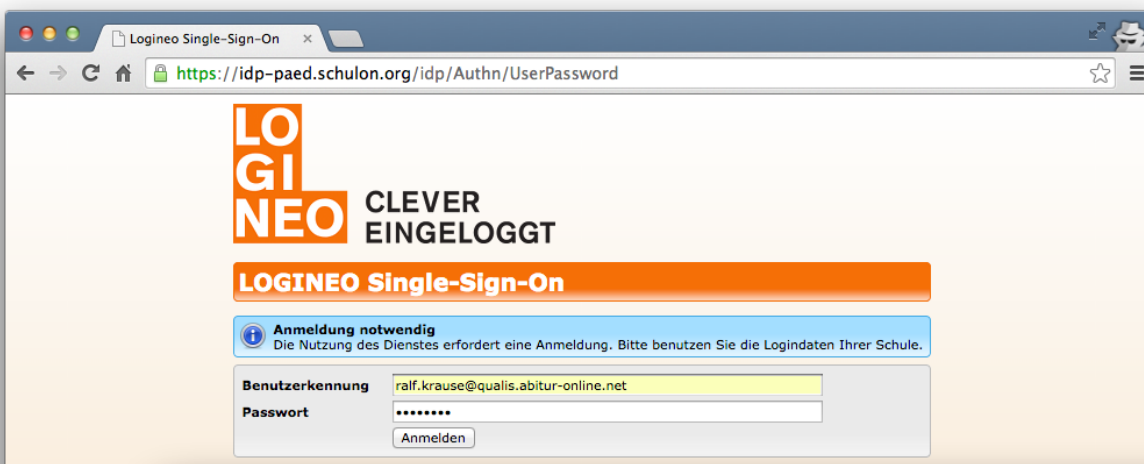 Logineo Single-Sign-On
https://idp-paed.schulon.org/idp/Authn/UserPassword
LO
GI
NEO
CLEVER
EINGELOGGT
LOGINEO Single-Sign-On
Anmeldung notwendig
Die Nutzung des Dienstes erfordert eine Anmeldung. Bitte benutzen Sie die Logindaten Ihrer Schule.
Benutzerkennung ralf.krause@qualis.abitur-online.net
Passwort ••••••••
Anmelden